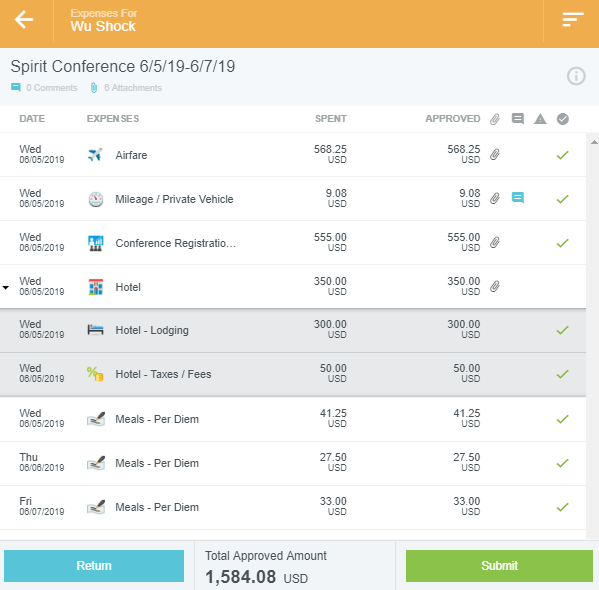 Expenses For
Wu Shock
Spirit Conference 6/5/19-6/7/19
0 Comments 6 Attachments
DATE EXPENSES SPENT APPROVED
Wed Airfare 568.25 568.25
06/05/2019 USD USD
Wed Mileage / Private Vehicle 9.08 9.08
06/05/2019 USD USD
Wed Conference Registratio... 555.00 555.00
06/05/2019 USD USD
Wed Hotel 350.00 350.00
06/05/2019 USD USD
Wed Hotel - Lodging 300.00 300.00
06/05/2019 USD USD
Wed Hotel - Taxes / Fees 50.00 50.00
06/05/2019 USD USD
Wed Meals - Per Diem 41.25 41.25
06/05/2019 USD USD
Thu Meals - Per Diem 27.50 27.50
06/06/2019 USD USD
Fri Meals - Per Diem 33.00 33.00
06/07/2019 USD USD
Return Total Approved Amount Submit
1,584.08 USD